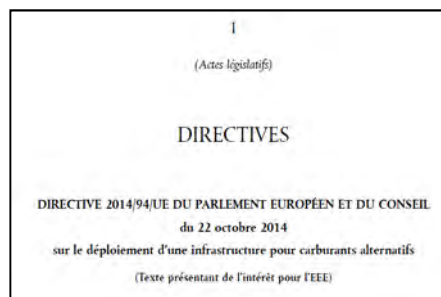 I
(Actes législatifs)
DIRECTIVES
DIRECTIVE 2014/94/UE DU PARLEMENT EUROPÉEN ET DU CONSEIL
du 22 octobre 2014
sur le déploiement d'une infrastructure pour carburants alternatifs
(Texte présentant de l'intérêt pour l'EEE)